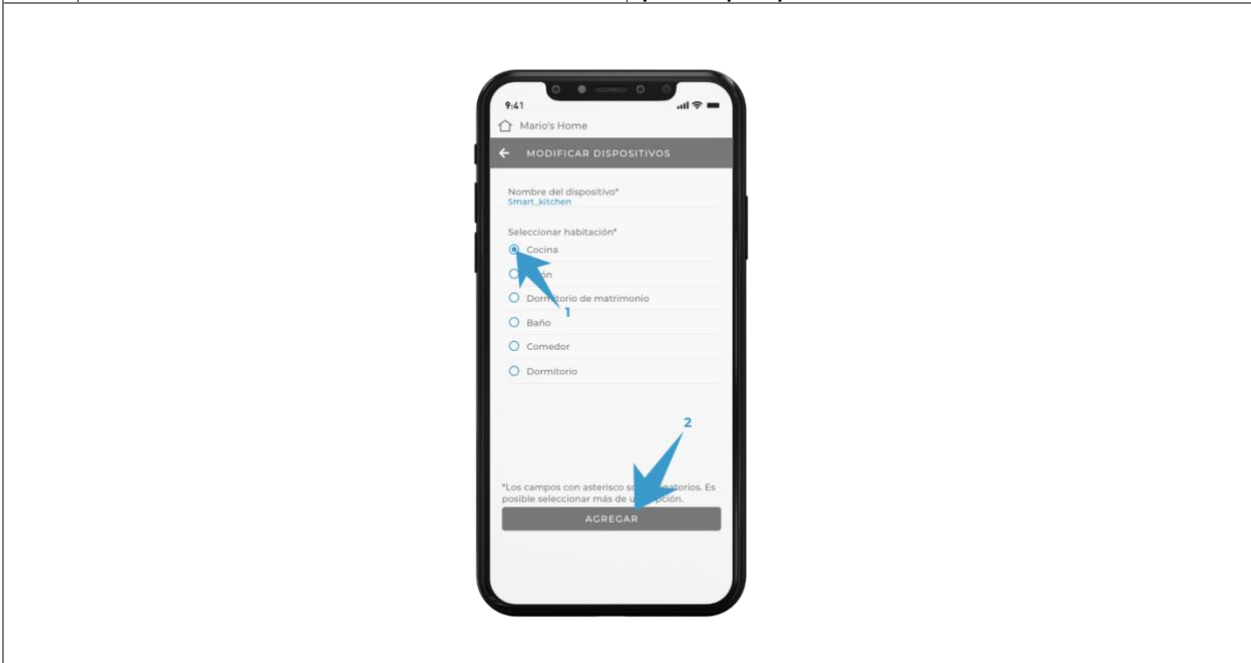 9:41
Mario's Home
MODIFICAR DISPOSITIVOS
Nombre del dispositivo*
Smart_kitchen
Seleccionar habitación*
Cocina
Dormitorio de matrimonio
1
Baño
Comedor
Dormitorio
2
*Los campos con asterisco Es
posible seleccionar más de
AGREGAR